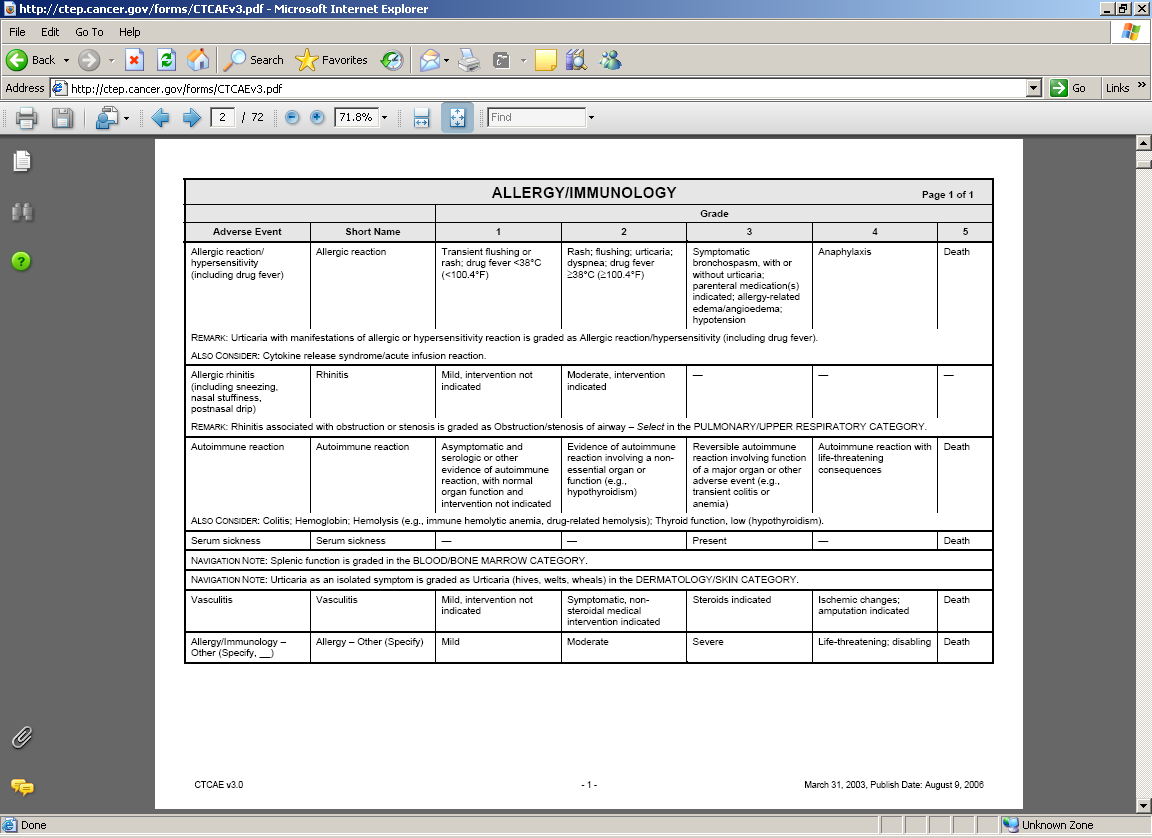 http://ctep.cancer.gov/forms/CTCAEv3.pdf - Microsoft Internet Explorer
File Edit Go To Help
Back Search Favorites
Address http://ctep.cancer.gov/forms/CTCAEv3.pdf Go Links »
2 / 72 71.8% Find
ALLERGY/IMMUNOLOGY Page 1 of 1
Grade
Adverse Event Short Name 1 2 3 4 5
Allergic reaction/ Allergic reaction Transient flushing or Rash; flushing; urticaria; Symptomatic Anaphylaxis Death
hypersensitivity rash; drug fever <38°C dyspnea; drug fever bronchospasm, with or
(including drug fever) (<100.4°F) ≥38°C (≥100.4°F) without urticaria;
parenteral medication(s)
indicated; allergy-related
edema/angioedema;
hypotension
REMARK: Urticaria with manifestations of allergic or hypersensitivity reaction is graded as Allergic reaction/hypersensitivity (including drug fever).
ALSO CONSIDER: Cytokine release syndrome/acute infusion reaction.
Allergic rhinitis Rhinitis Mild, intervention not Moderate, intervention — — —
(including sneezing, indicated indicated
nasal stuffiness,
postnasal drip)
REMARK: Rhinitis associated with obstruction or stenosis is graded as Obstruction/stenosis of airway – Select in the PULMONARY/UPPER RESPIRATORY CATEGORY.
Autoimmune reaction Autoimmune reaction Asymptomatic and Evidence of autoimmune Reversible autoimmune Autoimmune reaction with Death
serologic or other reaction involving a non- reaction involving function life-threatening
evidence of autoimmune essential organ or of a major organ or other consequences
reaction, with normal function (e.g., adverse event (e.g.,
organ function and hypothyroidism) transient colitis or
intervention not indicated anemia)
ALSO CONSIDER: Colitis; Hemoglobin; Hemolysis (e.g., immune hemolytic anemia, drug-related hemolysis); Thyroid function, low (hypothyroidism).
Serum sickness Serum sickness — — Present — Death
NAVIGATION NOTE: Splenic function is graded in the BLOOD/BONE MARROW CATEGORY.
NAVIGATION NOTE: Urticaria as an isolated symptom is graded as Urticaria (hives, welts, wheals) in the DERMATOLOGY/SKIN CATEGORY.
Vasculitis Vasculitis Mild, intervention not Symptomatic, non- Steroids indicated Ischemic changes; Death
indicated steroidal medical amputation indicated
intervention indicated
Allergy/Immunology – Allergy – Other (Specify) Mild Moderate Severe Life-threatening; disabling Death
Other (Specify, __)
CTCAE v3.0 - 1 - March 31, 2003, Publish Date: August 9, 2006
Done Unknown Zone